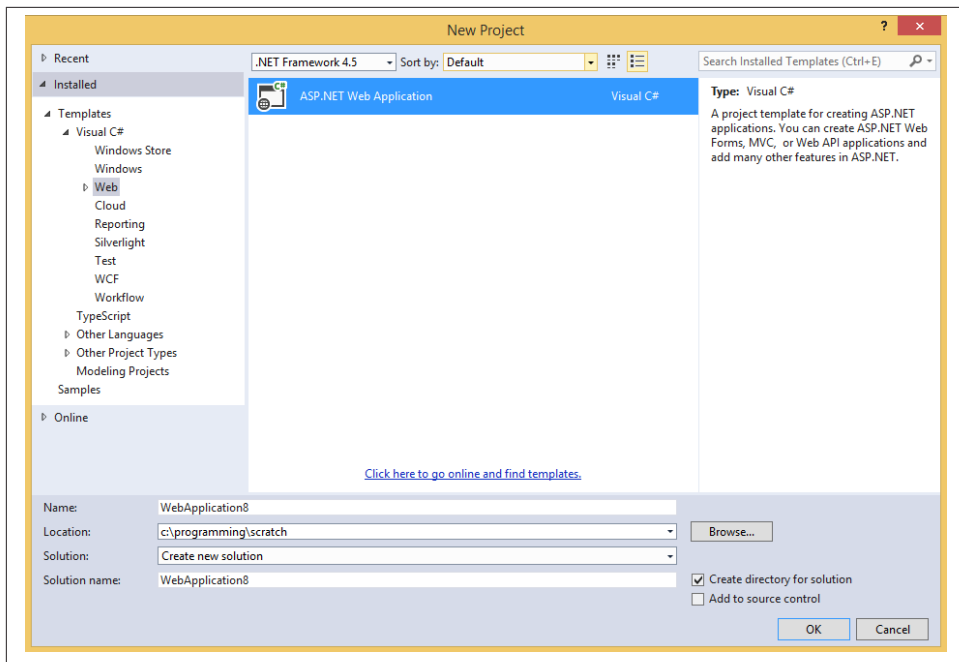 New Project
?
Recent
.NET Framework 4.5
Sort by: Default
Search Installed Templates (Ctrl+E)
Installed
Templates
Visual C#
Windows Store
Windows
Web
Cloud
Reporting
Silverlight
Test
WCF
Workflow
TypeScript
Other Languages
Other Project Types
Modeling Projects
Samples
Online
C#
ASP.NET Web Application Visual C#
Click here to go online and find templates.
Type: Visual C#
A project template for creating ASP.NET
applications. You can create ASP.NET Web
Forms, MVC, or Web API applications and
add many other features in ASP.NET.
Name: WebApplication8
Location: c:\programming\scratch
Browse...
Solution: Create new solution
Solution name: WebApplication8
Create directory for solution
Add to source control
OK
Cancel